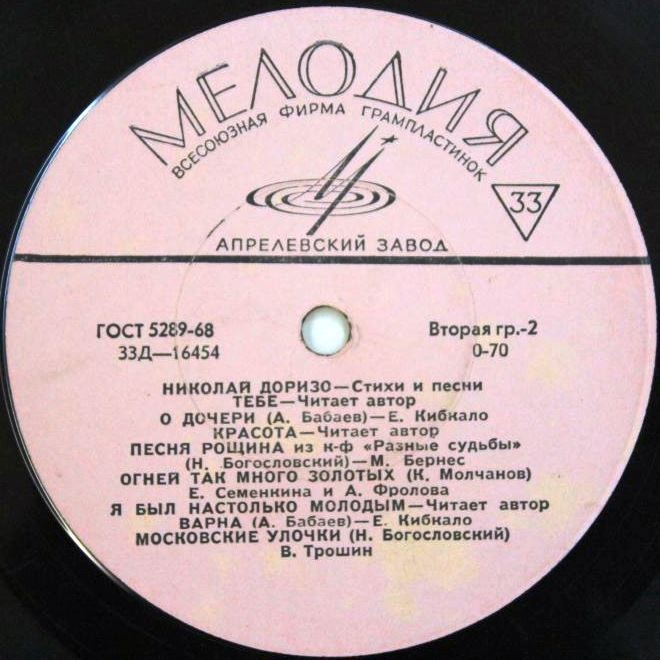 МЕЛОДИЯ
ВСЕСОЮЗНАЯ ФИРМА ГРАМПЛАСТИНОК
33
АПРЕЛЕВСКИЙ ЗАВОД
ГОСТ 5289-68
Вторая гр.-2
33Д—16454
0-70
НИКОЛАЙ ДОРИЗО—Стихи и песни
ТЕБЕ—Читает автор
О ДОЧЕРИ (А. Бабаев)—Е. Кибкало
КРАСОТА—Читает автор
ПЕСНЯ РОЩИНА из к-ф «Разные судьбы»
(Н. Богословский)—М. Бернес
ОГНЕЙ ТАК МНОГО ЗОЛОТЫХ (К. Молчанов)
Е. Семенкина и А. Фролова
Я БЫЛ НАСТОЛЬКО МОЛОДЫМ—Читает автор
ВАРНА (А. Бабаев)—Е. Кибкало
МОСКОВСКИЕ УЛОЧКИ (Н. Богословский)
В. Трошин